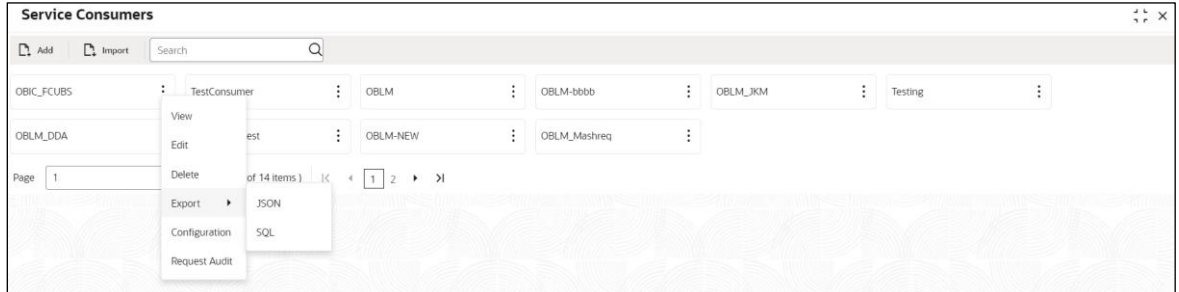 Service Consumers
Add Import Search
OBIC_FCUBS TestConsumer OBLM OBLM-bbbb OBLM_JKM Testing
View
OBLM_DDA est OBLM-NEW OBLM_Mashreq
Edit
Page 1 of 14 items ) 1 2
Delete
Export JSON
Configuration SQL
Request Audit